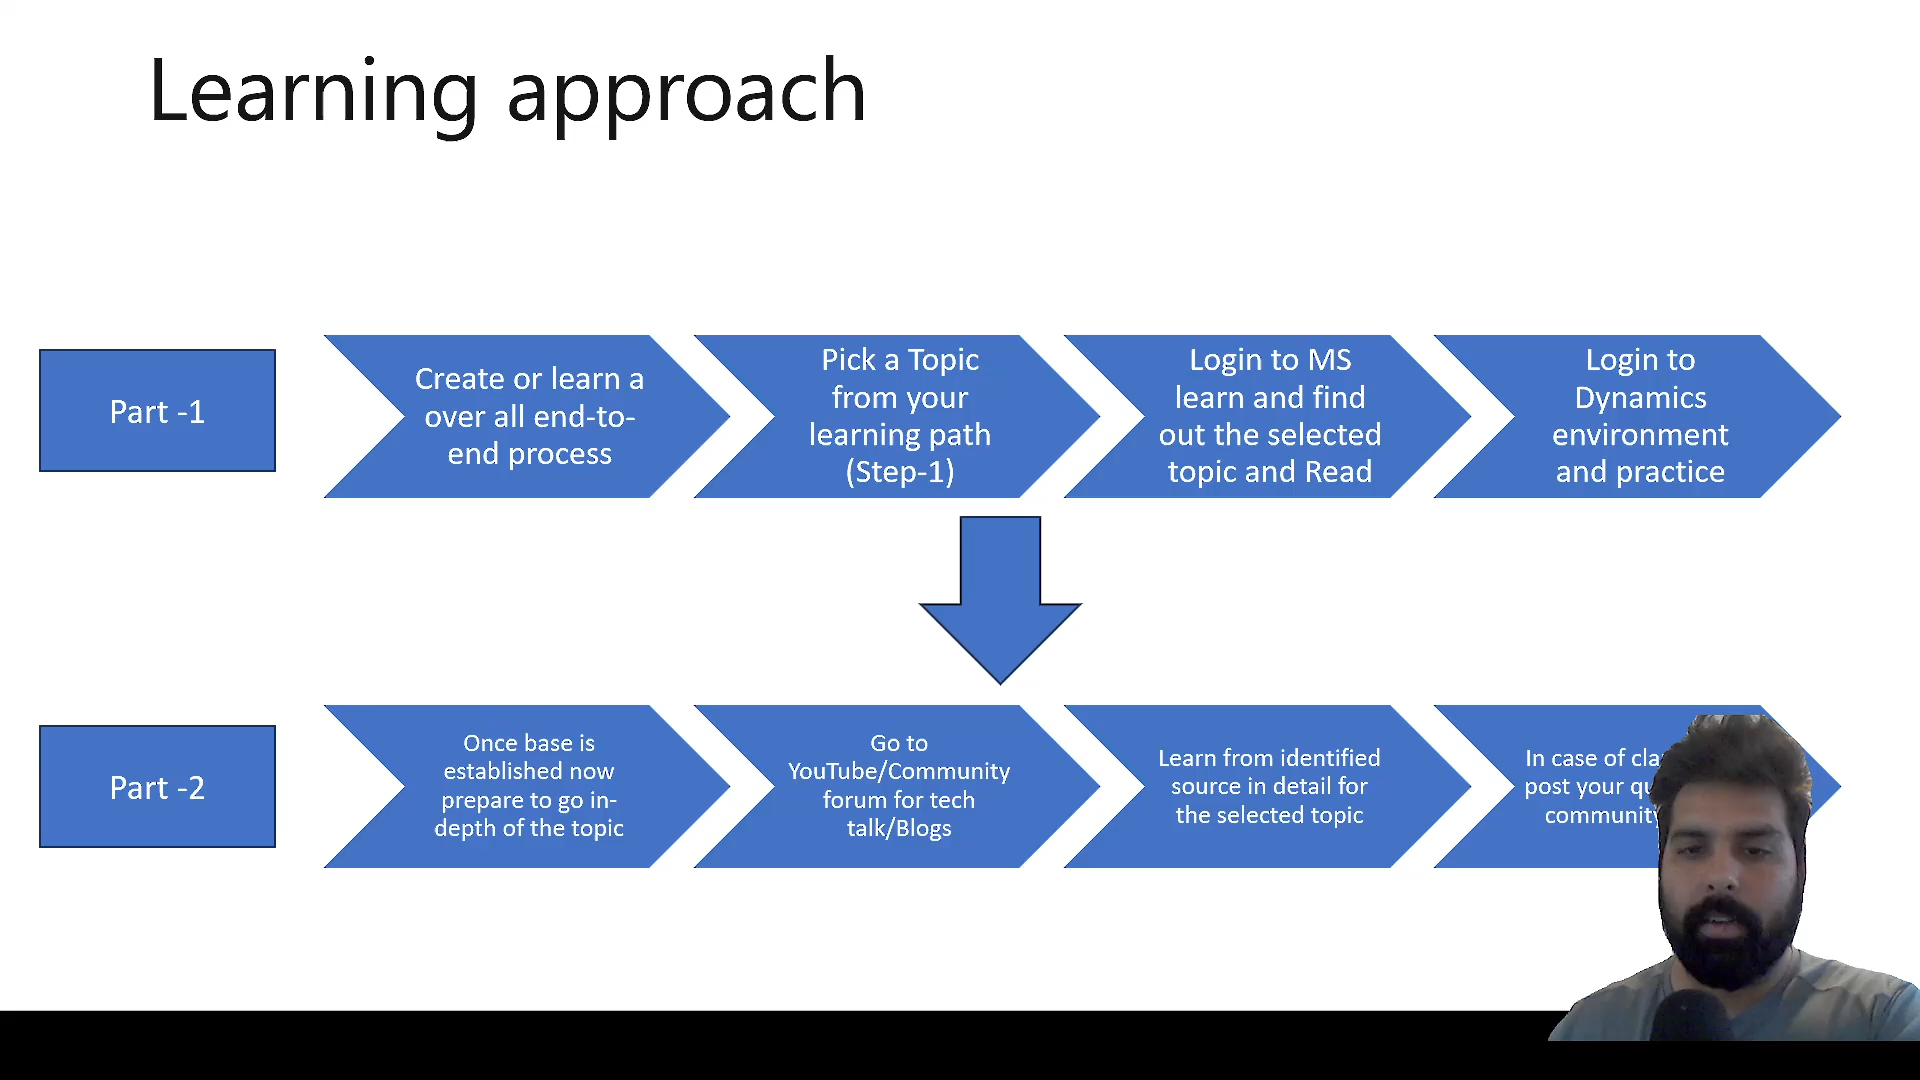 Learning approach
Part -1
Create or learn a
over all end-to-
end process
Pick a Topic
from your
learning path
(Step-1)
Login to MS
learn and find
out the selected
topic and Read
Login to
Dynamics
environment
and practice
Part -2
Once base is
established now
prepare to go in-
depth of the topic
Go to
YouTube/Community
forum for tech
talk/Blogs
Learn from identified
source in detail for
the selected topic
In case of
post your